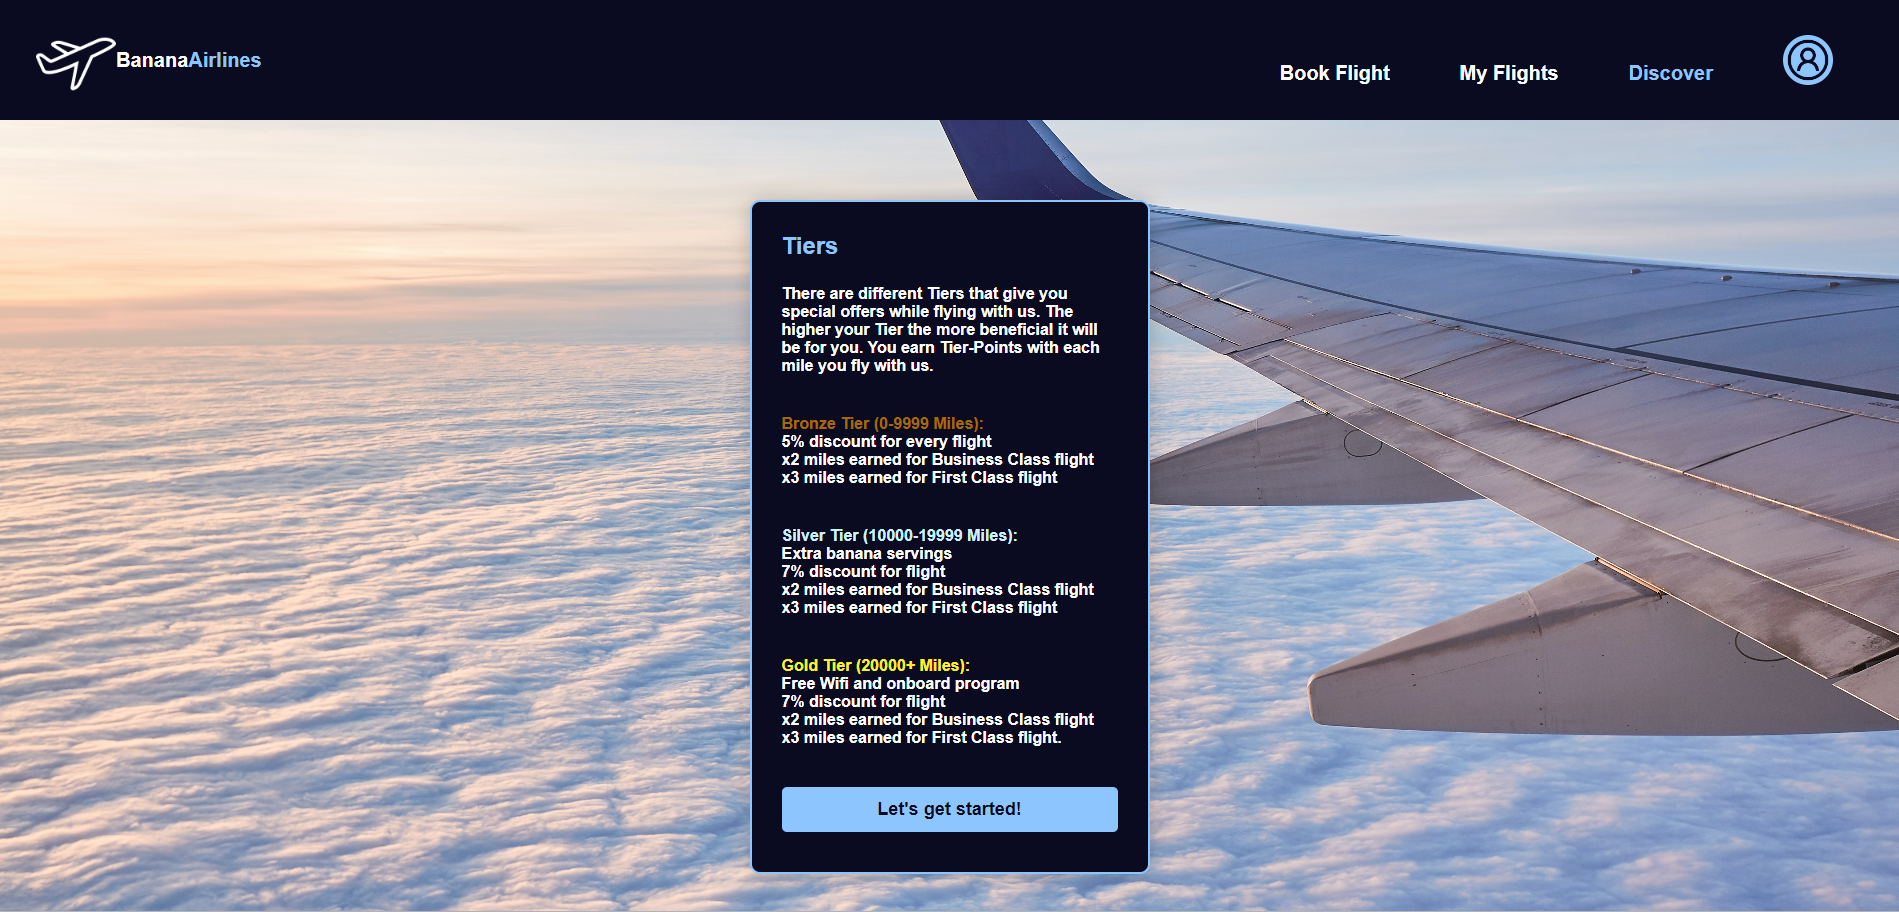 BananaAirlines
Book Flight
My Flights
Discover
Tiers
There are different Tiers that give you
special offers while flying with us. The
higher your Tier the more beneficial it will
be for you. You earn Tier-Points with each
mile you fly with us.
Bronze Tier (0-9999 Miles):
5% discount for every flight
x2 miles earned for Business Class flight
x3 miles earned for First Class flight
Silver Tier (10000-19999 Miles):
Extra banana servings
7% discount for flight
x2 miles earned for Business Class flight
x3 miles earned for First Class flight
Gold Tier (20000+ Miles):
Free Wifi and onboard program
7% discount for flight
x2 miles earned for Business Class flight
x3 miles earned for First Class flight.
Let's get started!